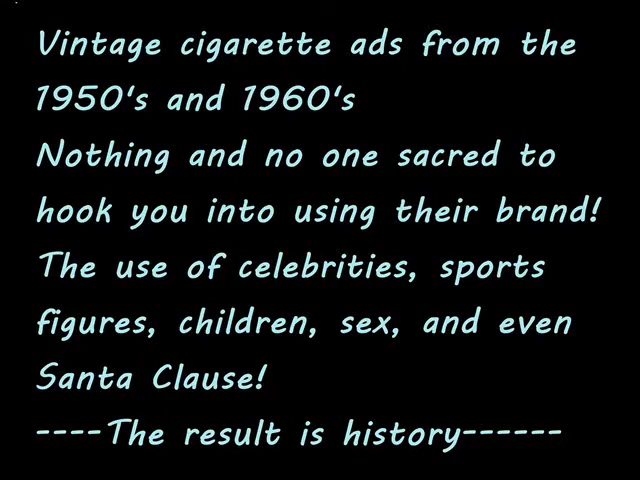 Vintage cigarette ads from the
1950's and 1960's
Nothing and no one sacred to
hook you into using their brand!
The use of celebrities, sports
figures, children, sex, and even
Santa Clause!
----The result is history------